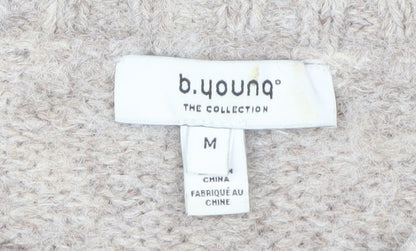 b.young°
THE COLLECTION
M
CHINA
FABRIQUÉ AU
CHINE